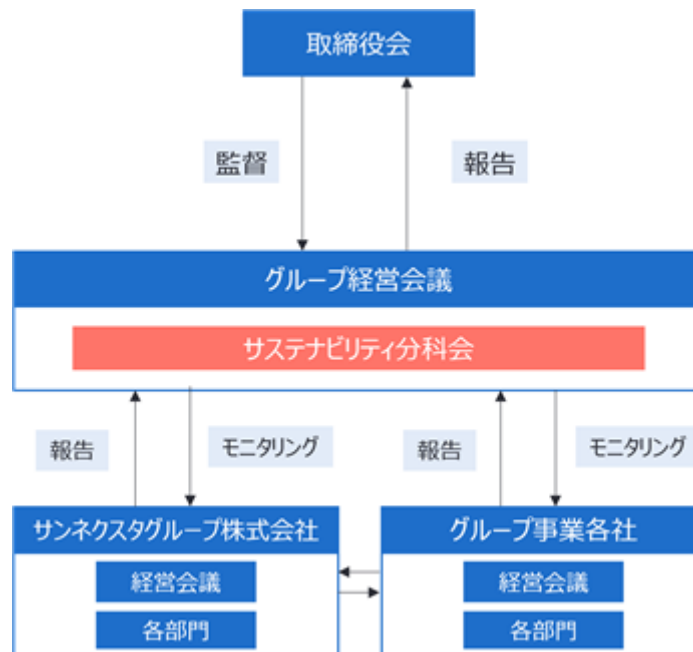 取締役会
監督
報告
グループ経営会議
サステナビリティ分科会
報告
モニタリング
報告
モニタリング
サンネクスタグループ株式会社
グループ事業各社
経営会議
経営会議
各部門
各部門